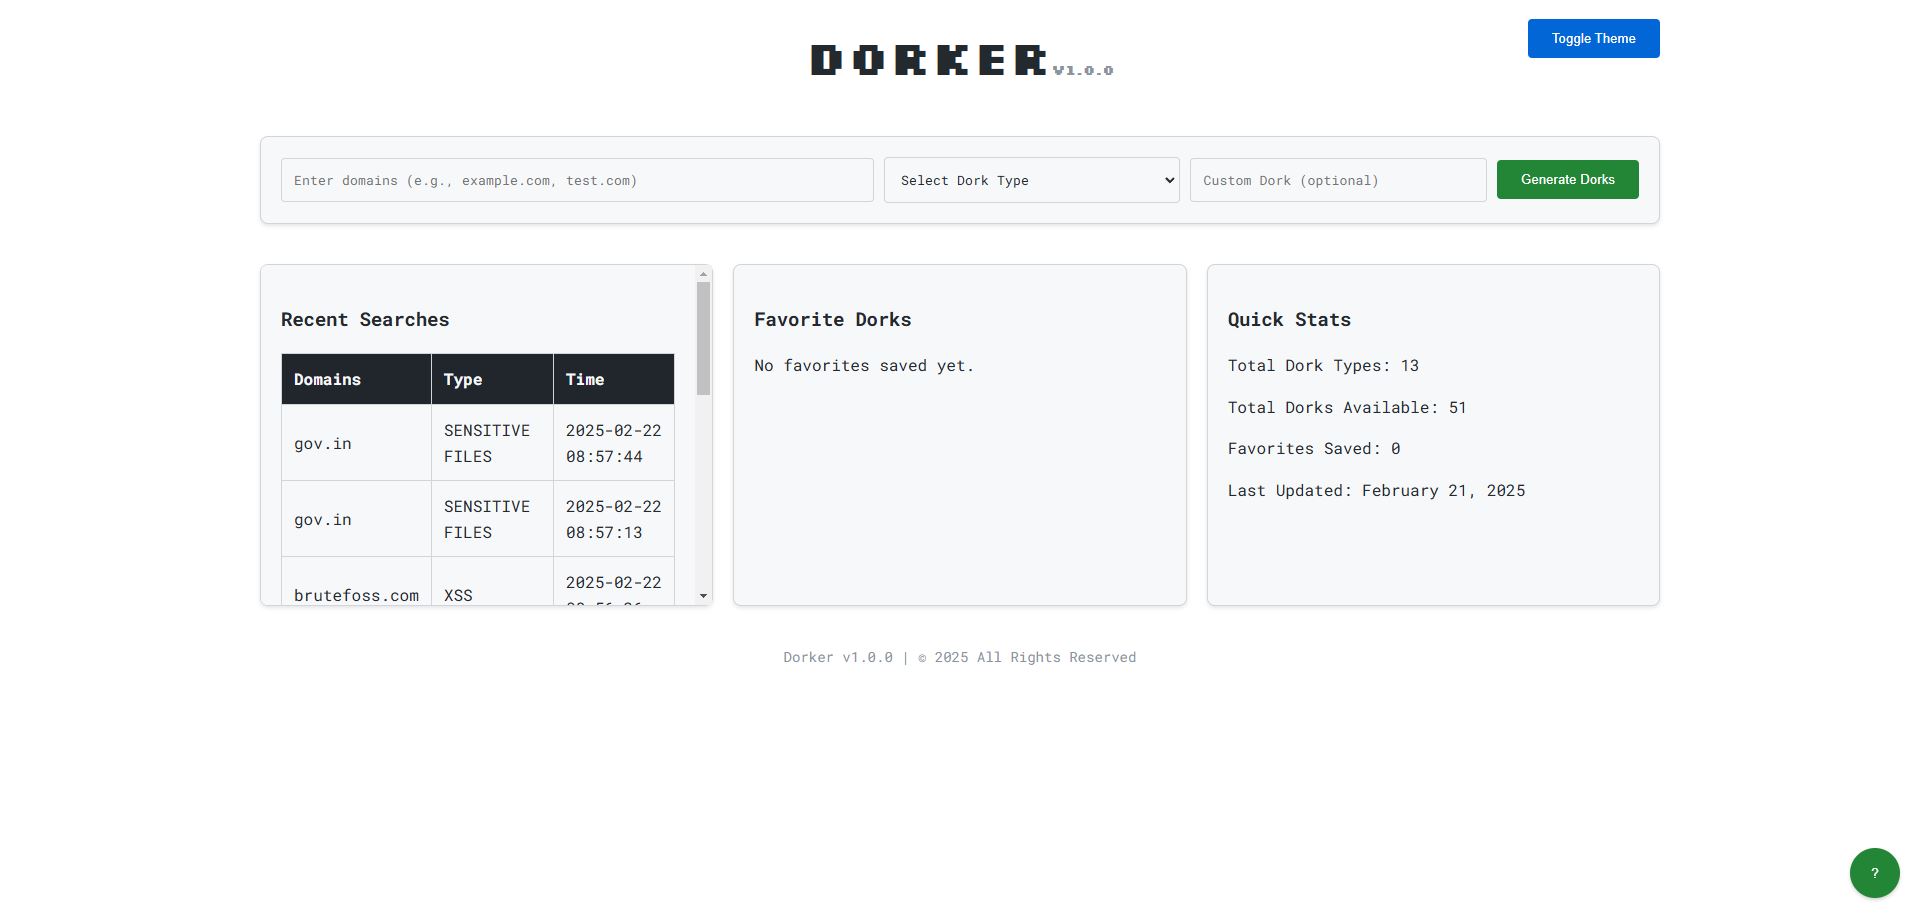 Toggle Theme
DORKER v1.0.0
Enter domains (e.g., example.com, test.com)
Select Dork Type
Custom Dork (optional)
Generate Dorks
Recent Searches
Domains Type Time
gov.in SENSITIVE FILES 2025-02-22 08:57:44
gov.in SENSITIVE FILES 2025-02-22 08:57:13
brutefoss.com XSS 2025-02-22
Favorite Dorks
No favorites saved yet.
Quick Stats
Total Dork Types: 13
Total Dorks Available: 51
Favorites Saved: 0
Last Updated: February 21, 2025
Dorker v1.0.0 | © 2025 All Rights Reserved
?